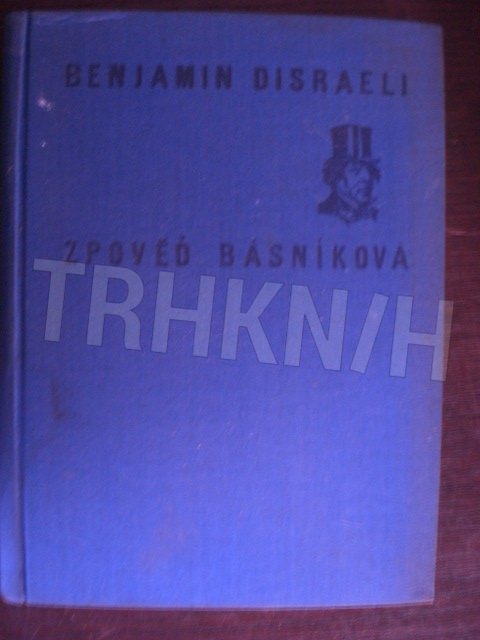 BENJAMIN DISRAELI
ZPOVĚĎ BÁSNÍKOVA
TRHKNIH